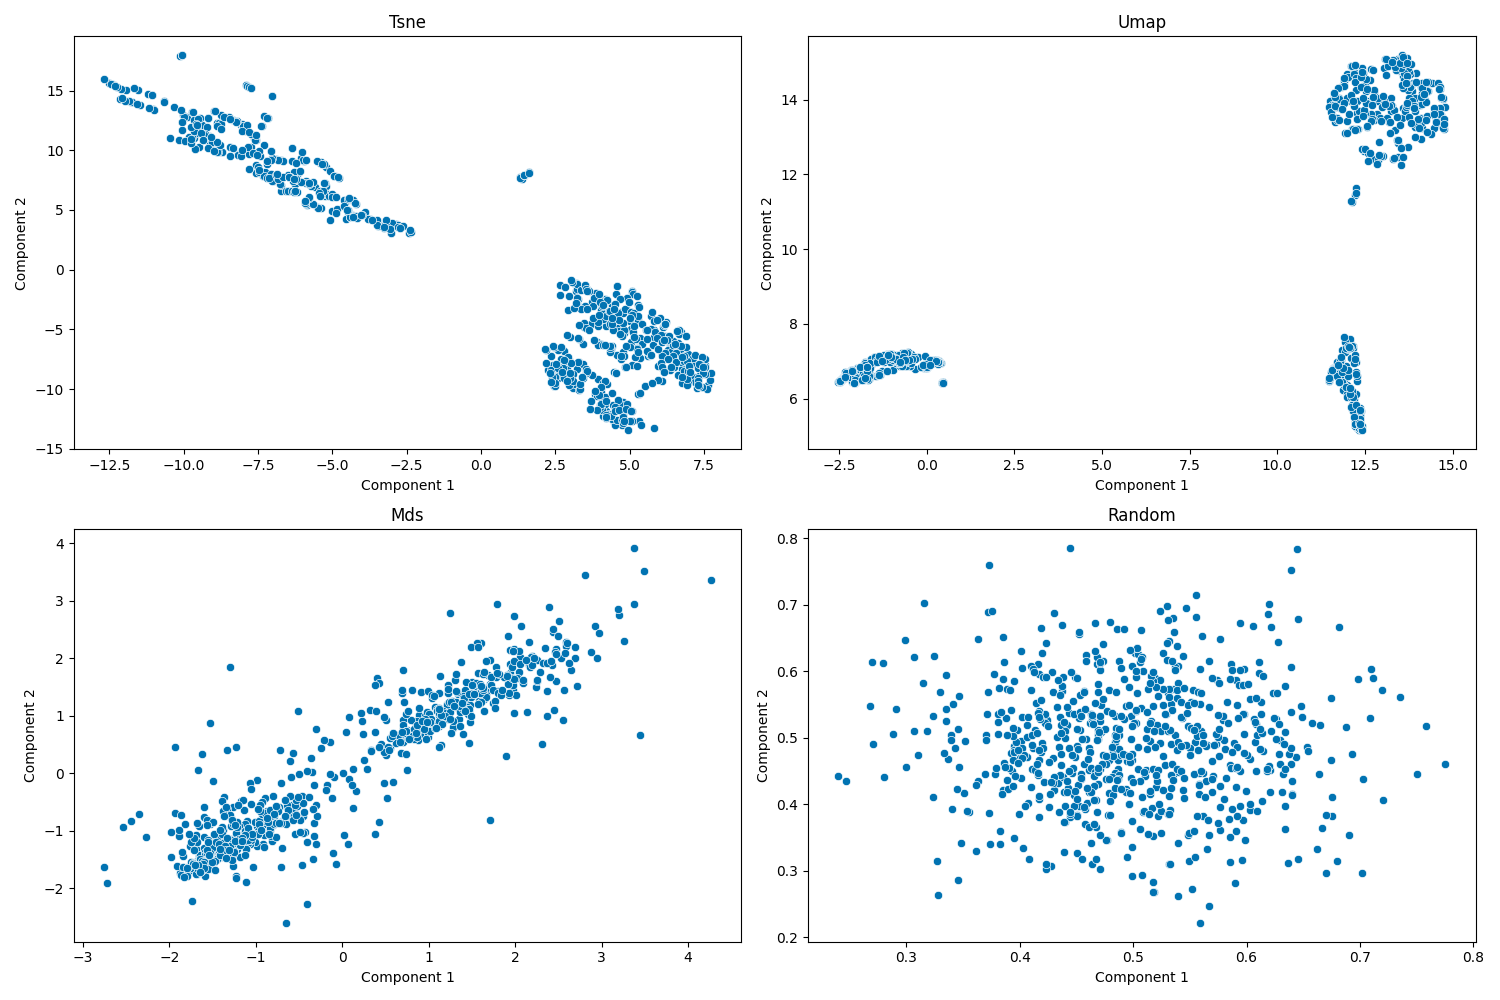 Tsne
Component 2
15
10
5
0
−5
−10
−15
−12.5 −10.0 −7.5 −5.0 −2.5 0.0 2.5 5.0 7.5
Component 1
Umap
Component 2
14
12
10
8
6
−2.5 0.0 2.5 5.0 7.5 10.0 12.5 15.0
Component 1
Mds
Component 2
4
3
2
1
0
−1
−2
−3 −2 −1 0 1 2 3 4
Component 1
Random
Component 2
0.8
0.7
0.6
0.5
0.4
0.3
0.2
0.3 0.4 0.5 0.6 0.7 0.8
Component 1